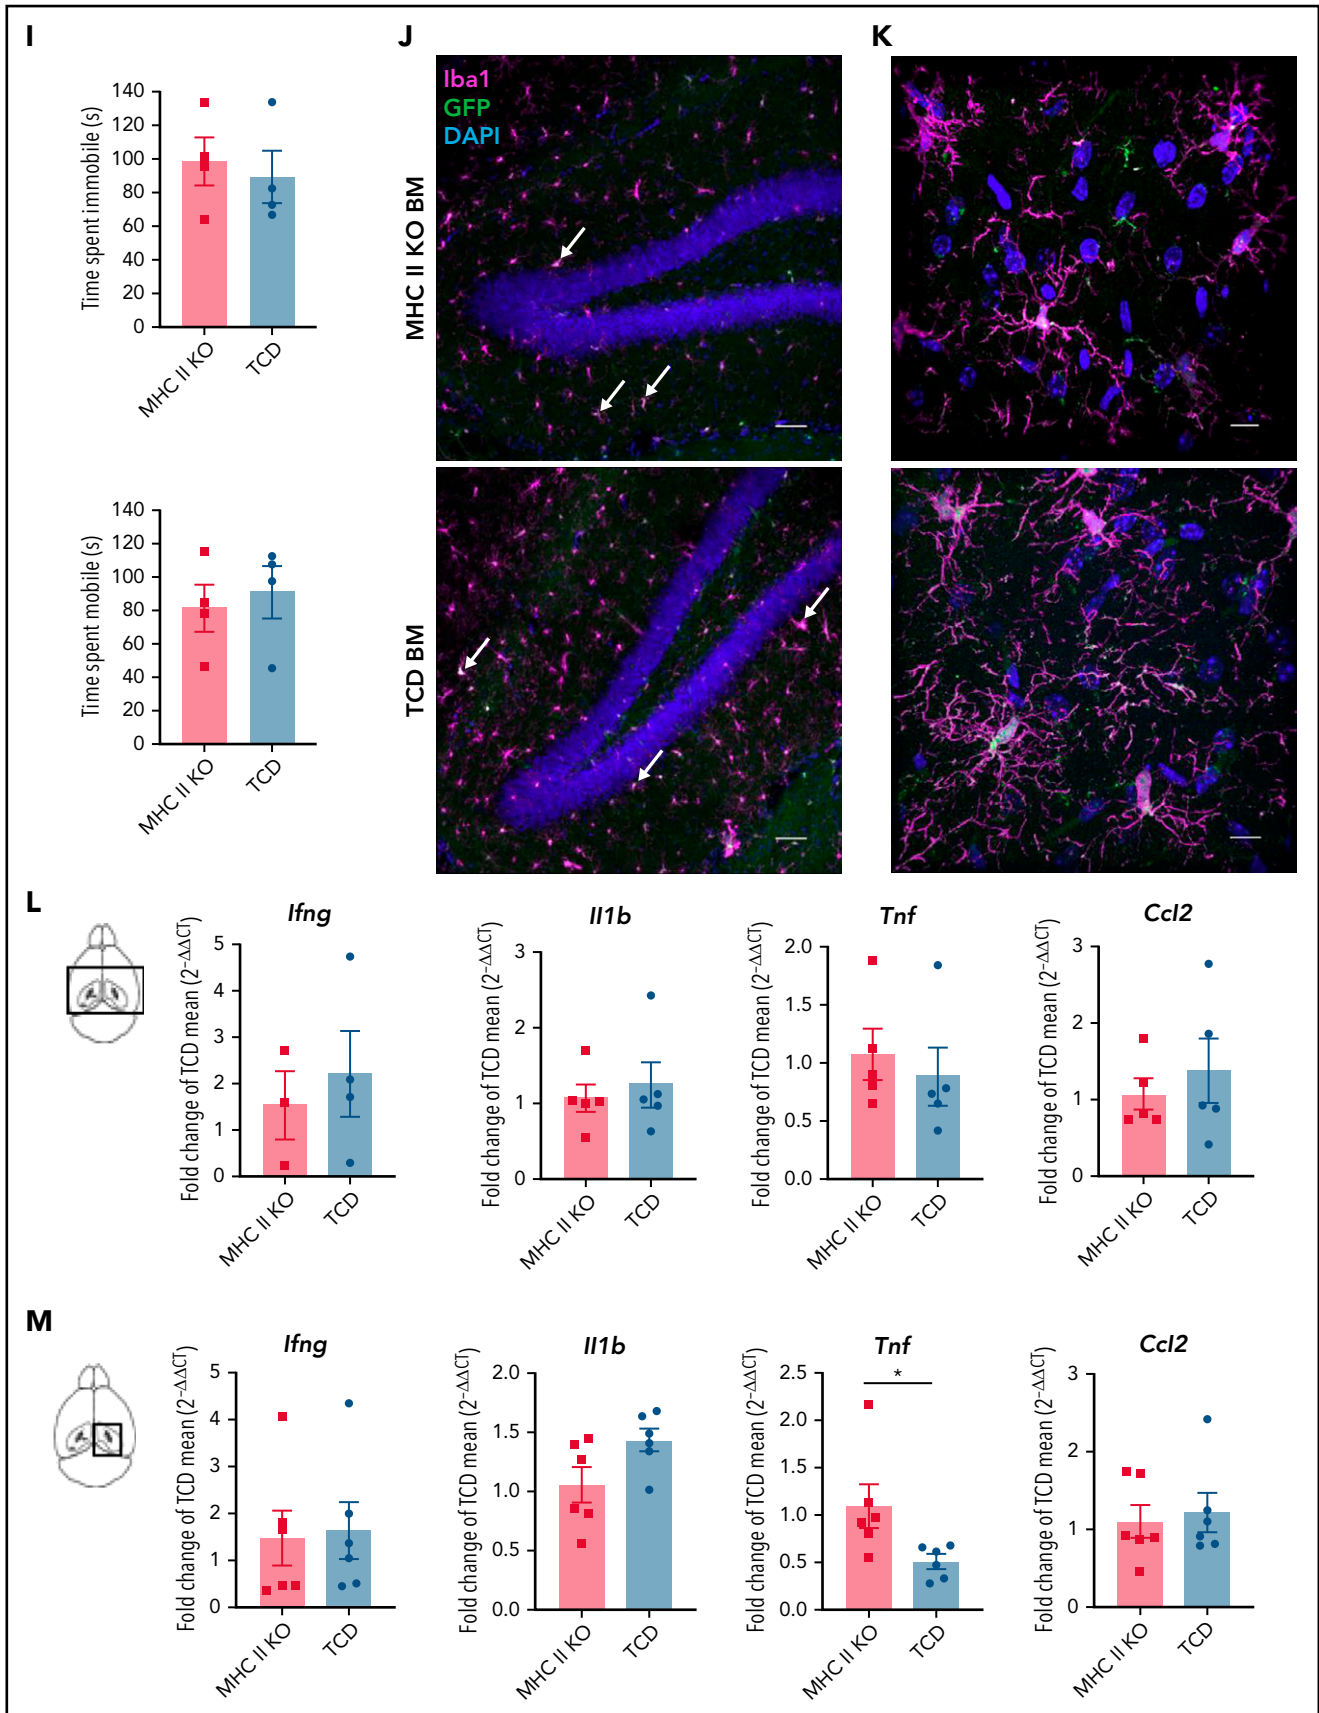 I
J
K
Time spent immobile (s)
140
120
100
80
60
40
20
0
MHC II KO
TCD
Time spent mobile (s)
140
120
100
80
60
40
20
0
MHC II KO
TCD
Iba1
GFP
DAPI
MHC II KO BM
TCD BM
L
Ifng
Fold change of TCD mean (2−ΔΔCT)
5
4
3
2
1
0
MHC II KO
TCD
Il1b
Fold change of TCD mean (2−ΔΔCT)
3
2
1
0
MHC II KO
TCD
Tnf
Fold change of TCD mean (2−ΔΔCT)
2.0
1.5
1.0
0.5
0.0
MHC II KO
TCD
Ccl2
Fold change of TCD mean (2−ΔΔCT)
3
2
1
0
MHC II KO
TCD
M
Ifng
Fold change of TCD mean (2−ΔΔCT)
5
4
3
2
1
0
MHC II KO
TCD
Il1b
Fold change of TCD mean (2−ΔΔCT)
2.0
1.5
1.0
0.5
0.0
MHC II KO
TCD
Tnf
Fold change of TCD mean (2−ΔΔCT)
2.5
2.0
1.5
1.0
0.5
0.0
*
MHC II KO
TCD
Ccl2
Fold change of TCD mean (2−ΔΔCT)
3
2
1
0
MHC II KO
TCD